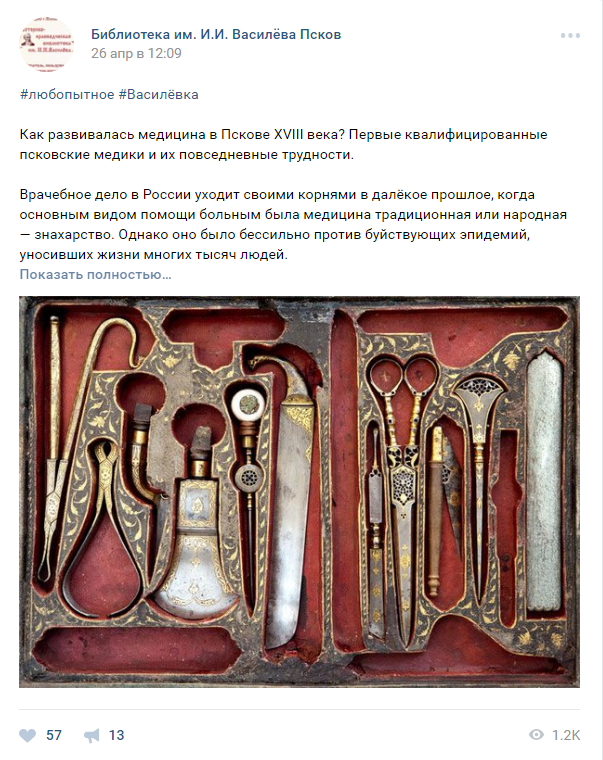 Библиотека им. И.И. Василёва Псков
26 апр в 12:09
#любопытное #Василёвка
Как развивалась медицина в Пскове XVIII века? Первые квалифицированные
псковские медики и их повседневные трудности.
Врачебное дело в России уходит своими корнями в далёкое прошлое, когда
основным видом помощи больным была медицина традиционная или народная
— знахарство. Однако оно было бессильно против буйствующих эпидемий,
уносивших жизни многих тысяч людей.
Показать полностью...
57 13 1.2K